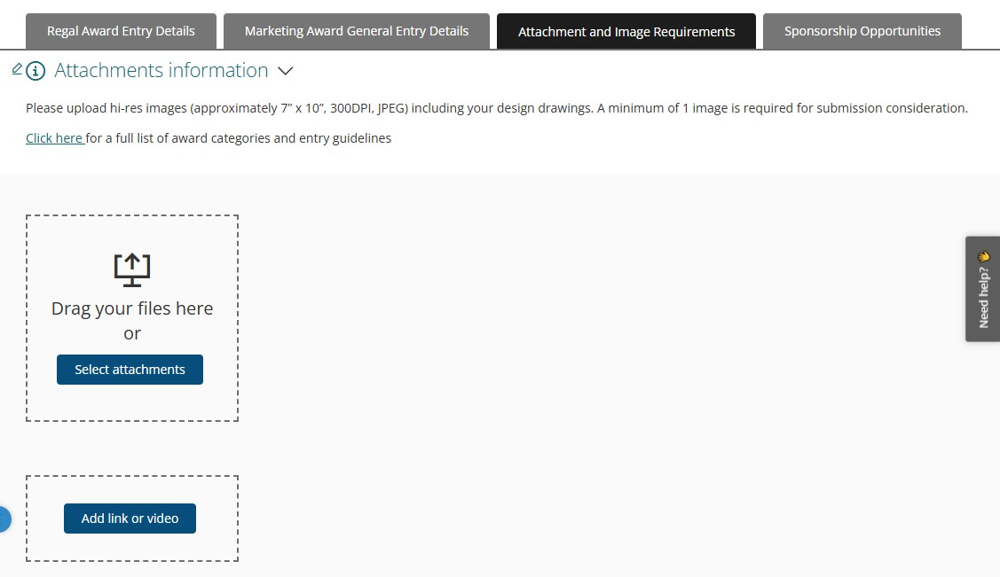 Regal Award Entry Details
Marketing Award General Entry Details
Attachment and Image Requirements
Sponsorship Opportunities
Attachments information
Please upload hi-res images (approximately 7” x 10”, 300DPI, JPEG) including your design drawings. A minimum of 1 image is required for submission consideration.
Click here for a full list of award categories and entry guidelines
Drag your files here
or
Select attachments
Need help?
Add link or video